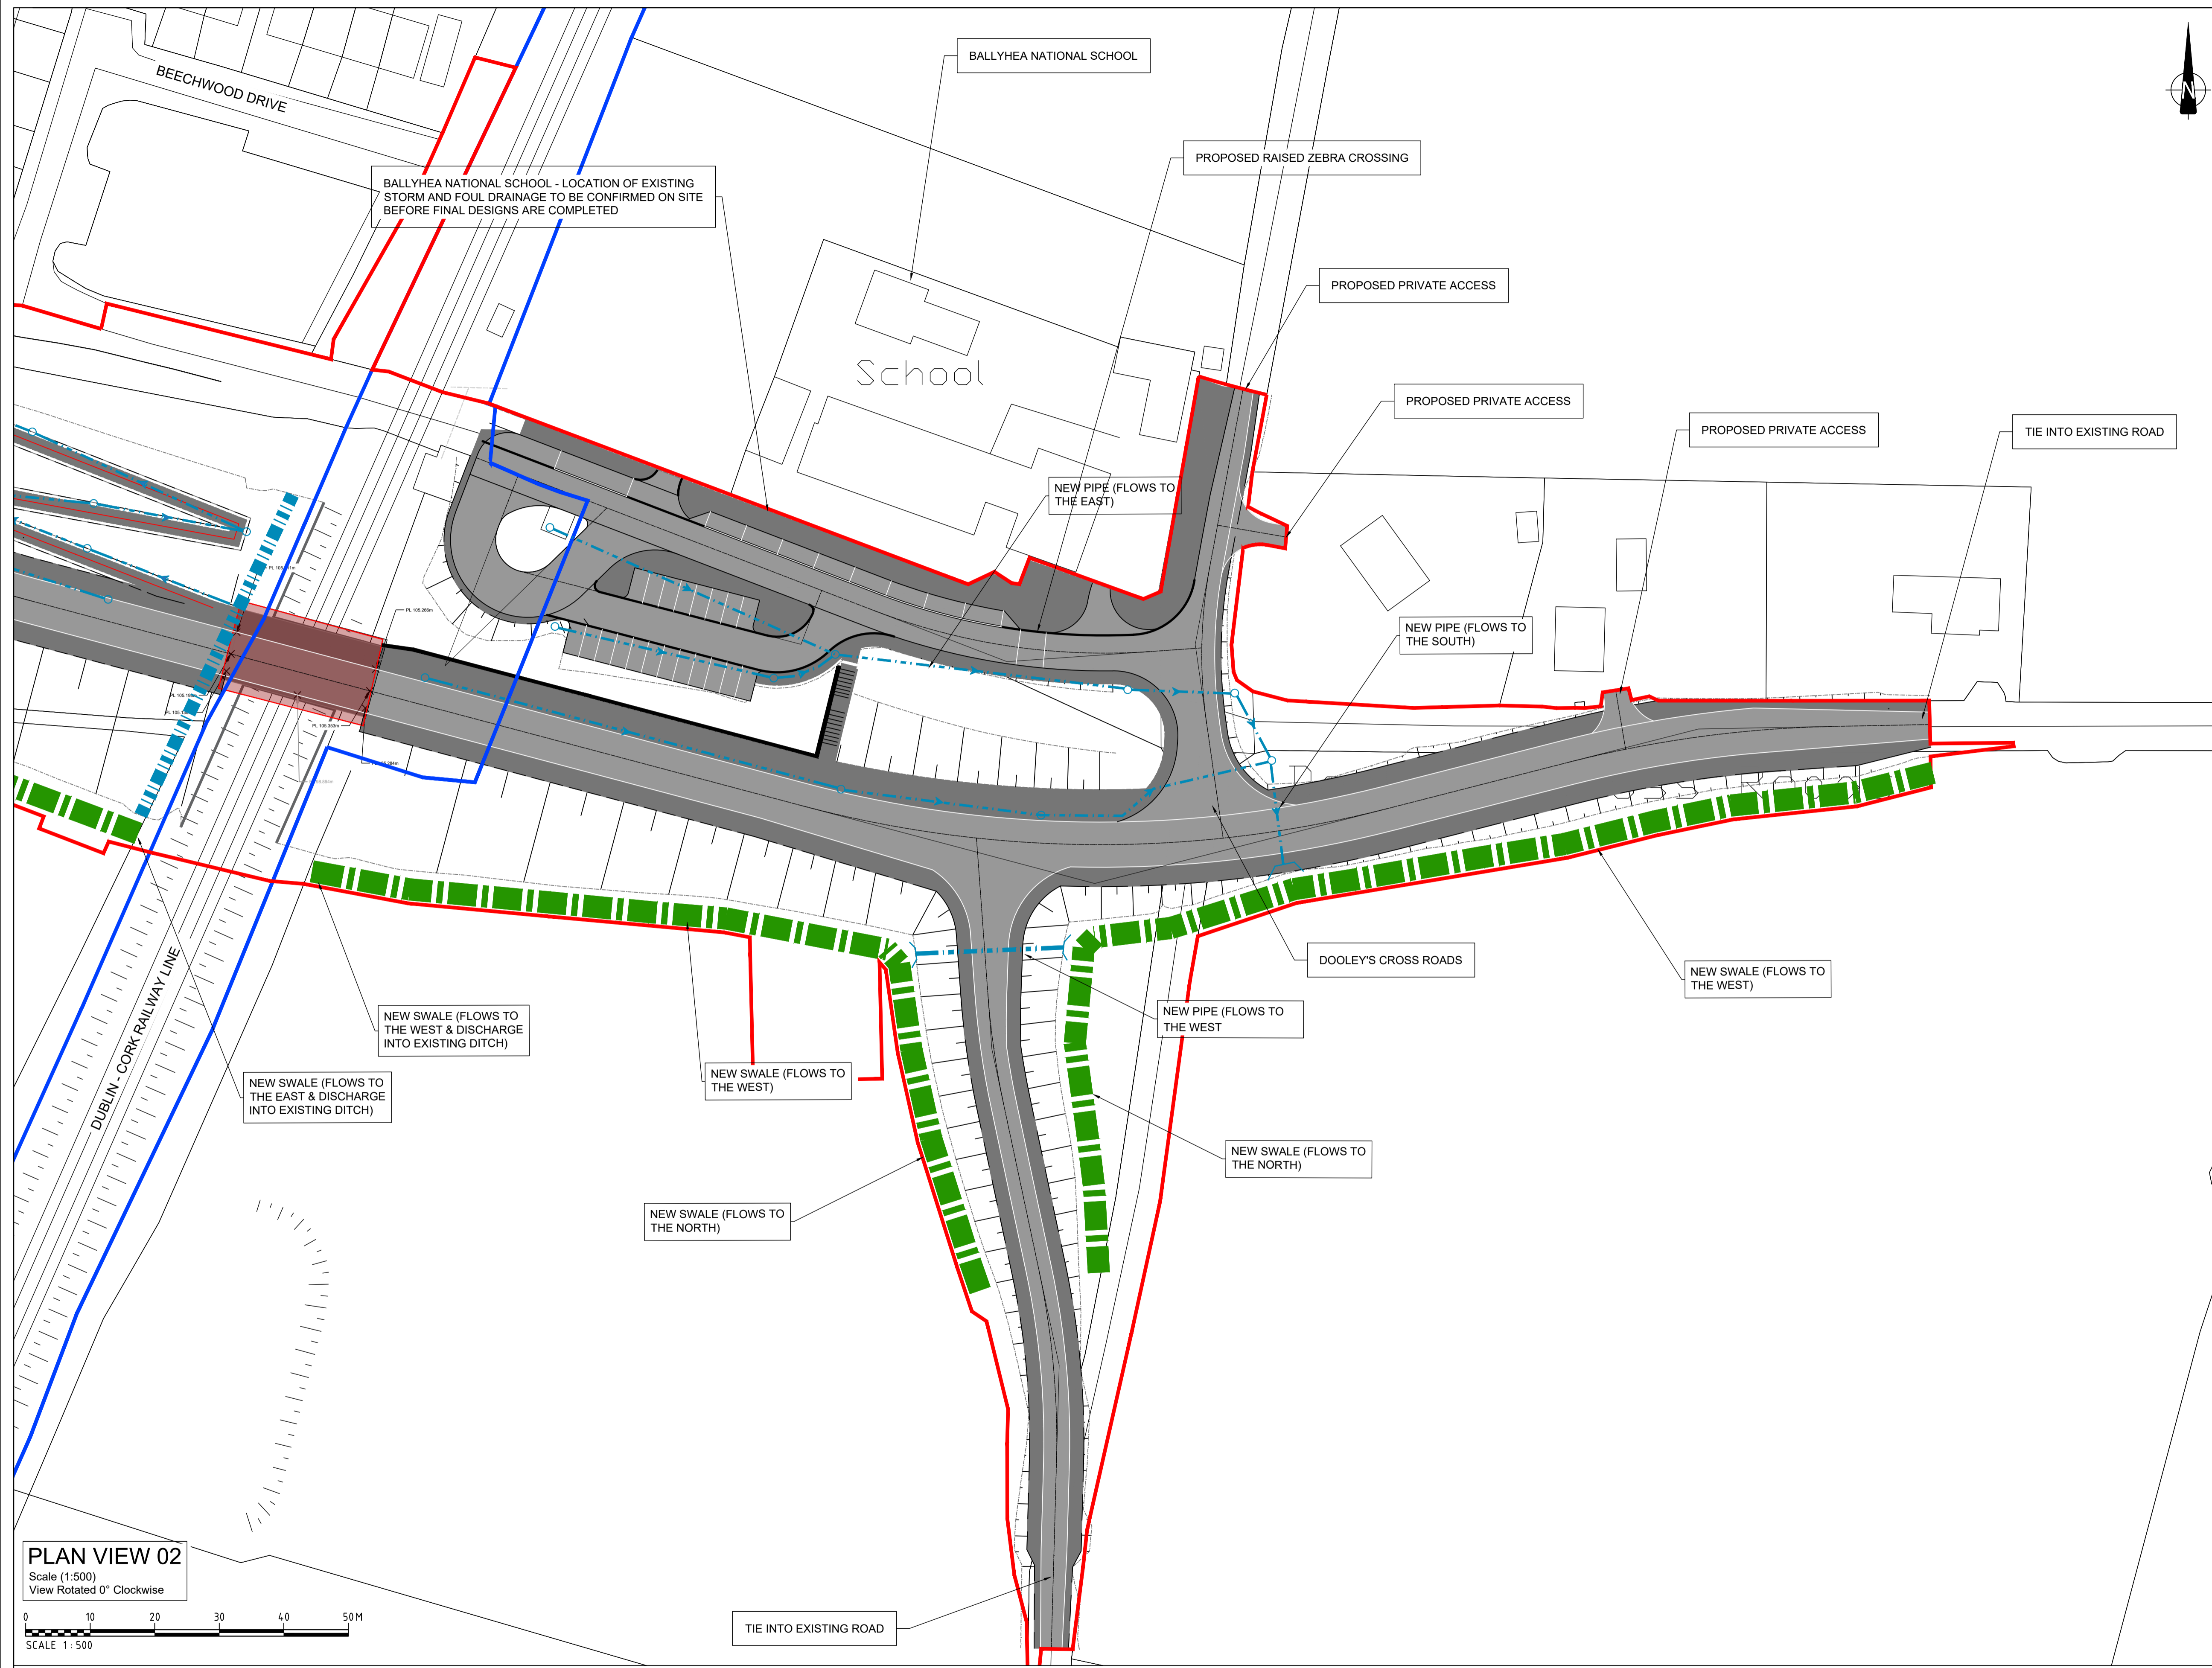 BALLYHEA NATIONAL SCHOOL
N
BEECHWOOD DRIVE
PROPOSED RAISED ZEBRA CROSSING
BALLYHEA NATIONAL SCHOOL - LOCATION OF EXISTING
STORM AND FOUL DRAINAGE TO BE CONFIRMED ON SITE
BEFORE FINAL DESIGNS ARE COMPLETED
PROPOSED PRIVATE ACCESS
School
PROPOSED PRIVATE ACCESS
PROPOSED PRIVATE ACCESS
TIE INTO EXISTING ROAD
NEW PIPE (FLOWS TO
THE EAST)
PL 105.286m
NEW PIPE (FLOWS TO
THE SOUTH)
PL 105.353m
DOOLEY'S CROSS ROADS
NEW SWALE (FLOWS TO
THE WEST)
NEW PIPE (FLOWS TO
THE WEST
NEW SWALE (FLOWS TO
THE WEST & DISCHARGE
INTO EXISTING DITCH)
DUBLIN - CORK RAILWAY LINE
NEW SWALE (FLOWS TO
THE WEST)
NEW SWALE (FLOWS TO
THE EAST & DISCHARGE
INTO EXISTING DITCH)
NEW SWALE (FLOWS TO
THE NORTH)
NEW SWALE (FLOWS TO
THE NORTH)
PLAN VIEW 02
Scale (1:500)
View Rotated 0° Clockwise
0 10 20 30 40 50M
SCALE 1:500
TIE INTO EXISTING ROAD